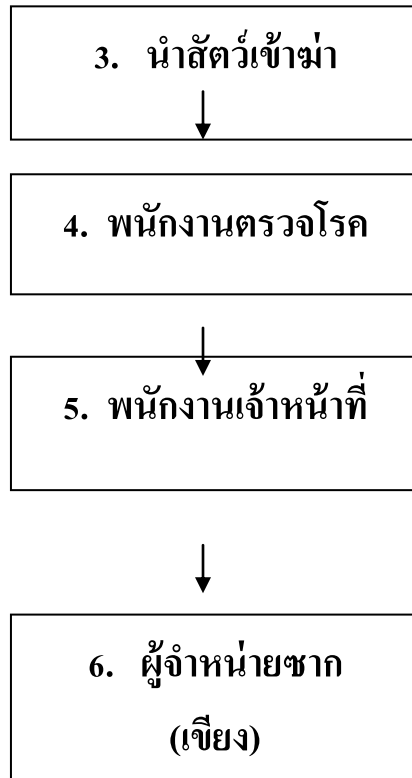 3. นำสัตว์เข้าฆ่า
4. พนักงานตรวจโรค
5. พนักงานเจ้าหน้าที่
6. ผู้จำหน่ายซาก
(เขียง)